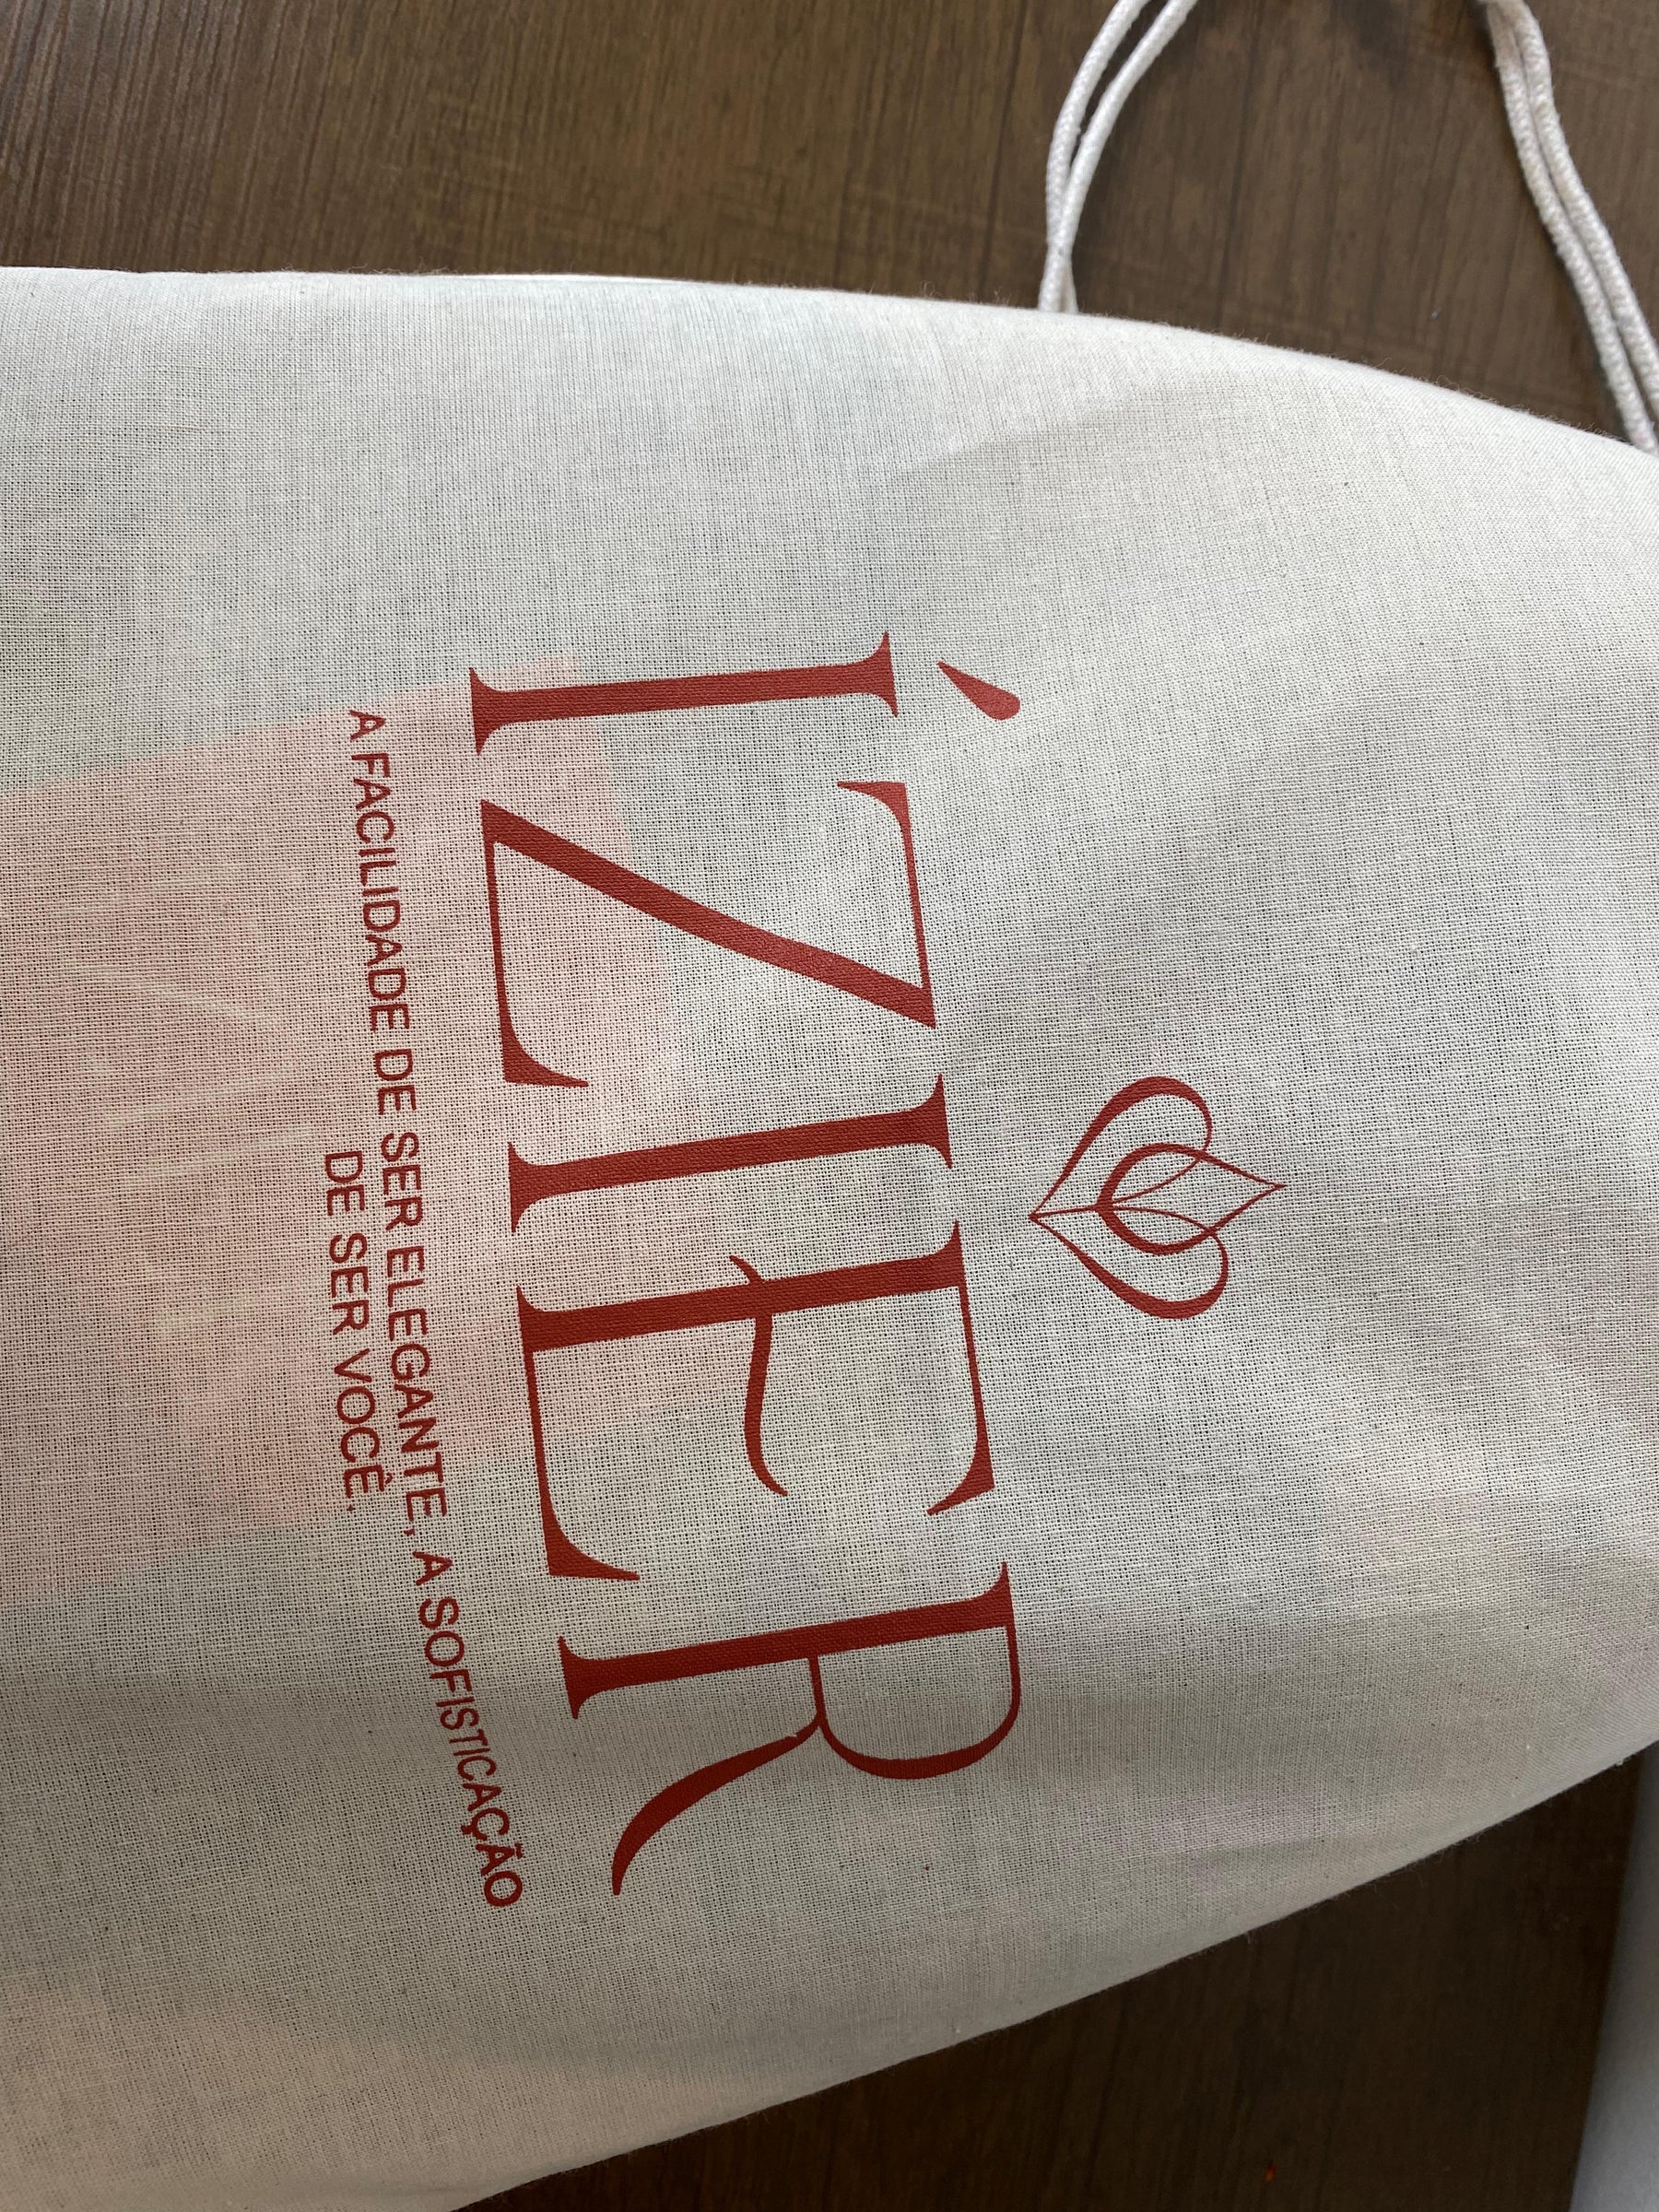 ÍZIER
A FACILIDADE DE SER ELEGANTE, A SOFISTICAÇÃO
DE SER VOCÊ.